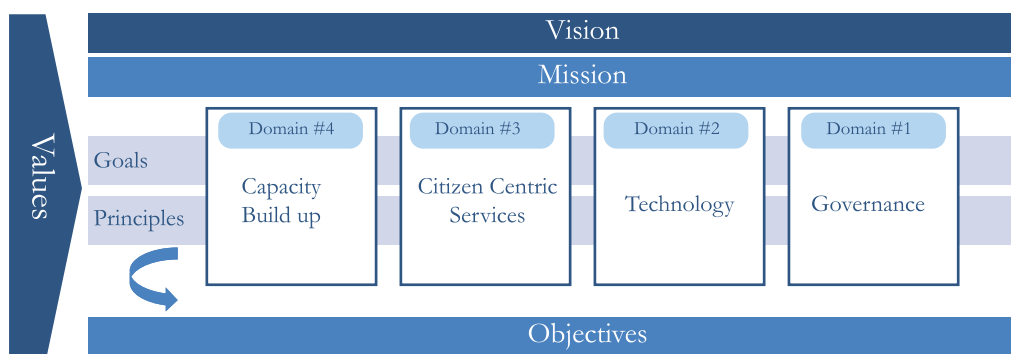 Vision
Mission
Values
Domain #4
Domain #3
Domain #2
Domain #1
Goals
Principles
Capacity
Build up
Citizen Centric
Services
Technology
Governance
Objectives